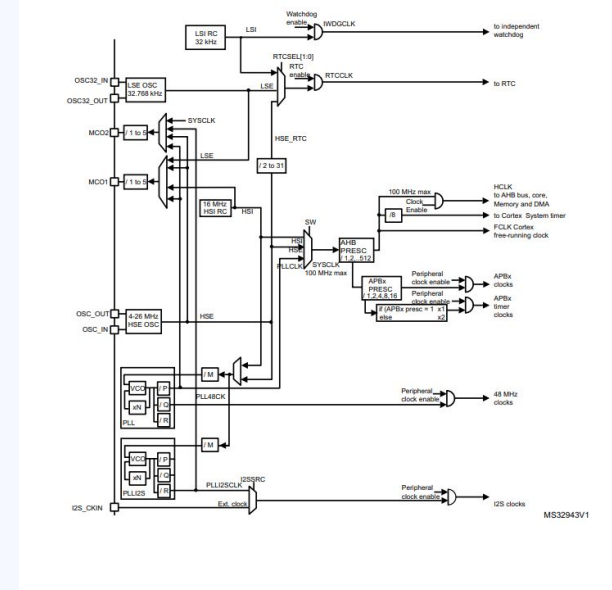 Watchdog
enable
IWDGCLK
to independent
watchdog
LSI RC
32 kHz
LSI
RTCSEL[1:0]
RTC
enable
RTCCLK
to RTC
OSC32_IN
OSC32_OUT
LSE OSC
32.768 kHz
LSE
SYSCLK
MCO2
/ 1 to 5
HSE_RTC
LSE
/ 2 to 31
MCO1
/ 1 to 5
16 MHz
HSI RC
HSI
SW
HSI
HSE
PLLCLK
SYSCLK
100 MHz max
AHB
PRESC
/ 1,2,..512
100 MHz max
Clock
Enable
/8
HCLK
to AHB bus, core,
Memory and DMA
to Cortex System timer
FCLK Cortex
free-running clock
APBx
PRESC
/ 1,2,4,8,16
Peripheral
clock enable
APBx
clocks
Peripheral
clock enable
if (APBx presc = 1 x1
else x2
APBx
timer
clocks
OSC_OUT
OSC_IN
4-26 MHz
HSE OSC
HSE
/ M
VCO
xN
/ P
/ Q
/ R
PLL
PLL48CK
Peripheral
clock enable
48 MHz
clocks
/ M
VCO
xN
/ P
/ Q
/ R
PLLI2S
PLLI2SCLK
I2SSRC
Ext. clock
I2S_CKIN
Peripheral
clock enable
I2S clocks
MS32943V1